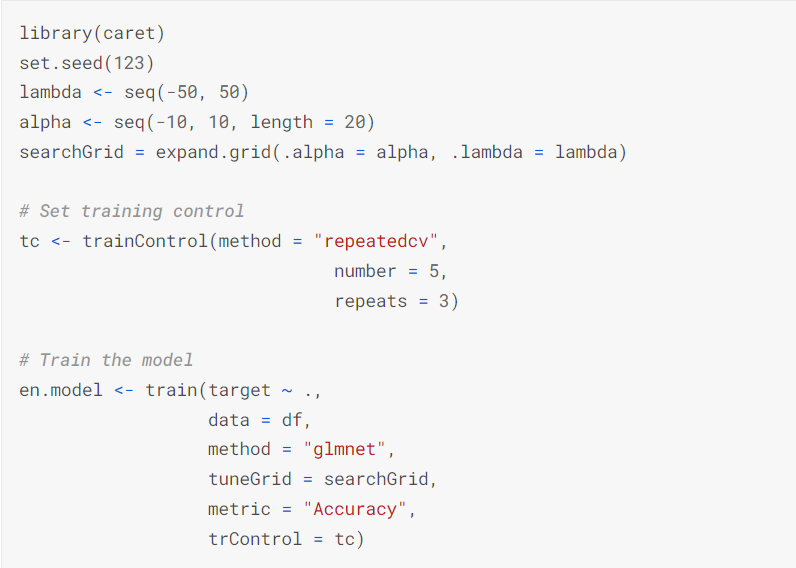 library(caret)
set.seed(123)
lambda <- seq(-50, 50)
alpha <- seq(-10, 10, length = 20)
searchGrid = expand.grid(.alpha = alpha, .lambda = lambda)

# Set training control
tc <- trainControl(method = "repeatedcv",
                   number = 5,
                   repeats = 3)

# Train the model
en.model <- train(target ~ .,
                  data = df,
                  method = "glmnet",
                  tuneGrid = searchGrid,
                  metric = "Accuracy",
                  trControl = tc)